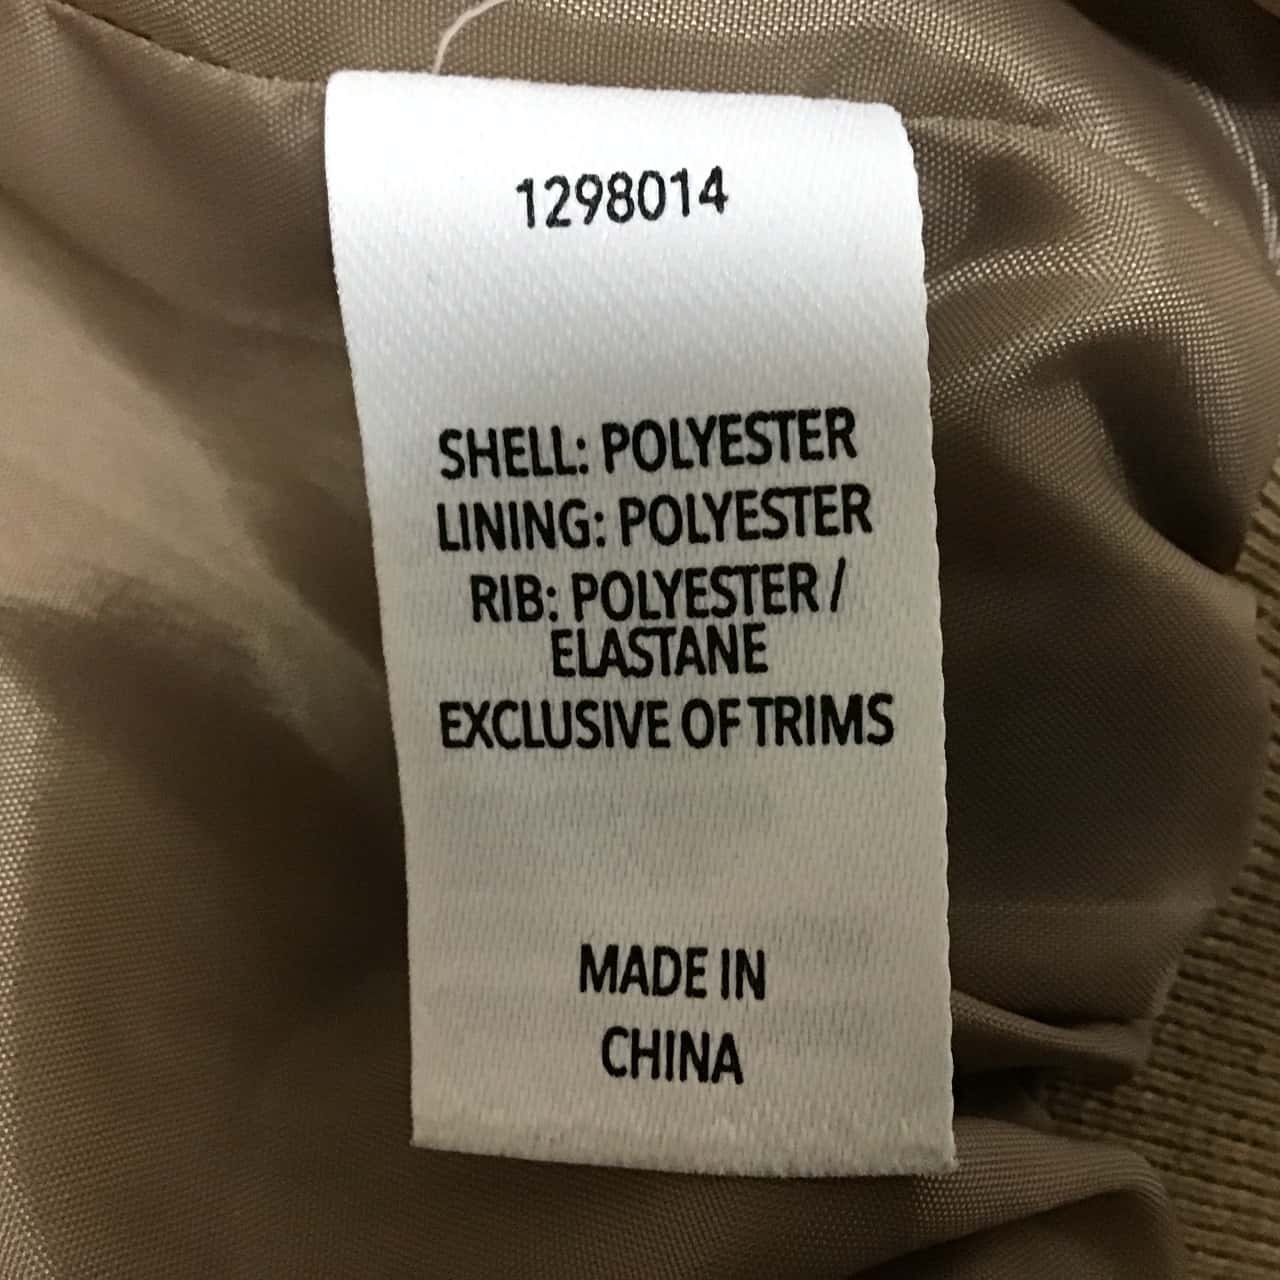 1298014
SHELL: POLYESTER
LINING: POLYESTER
RIB: POLYESTER /
ELASTANE
EXCLUSIVE OF TRIMS
MADE IN
CHINA